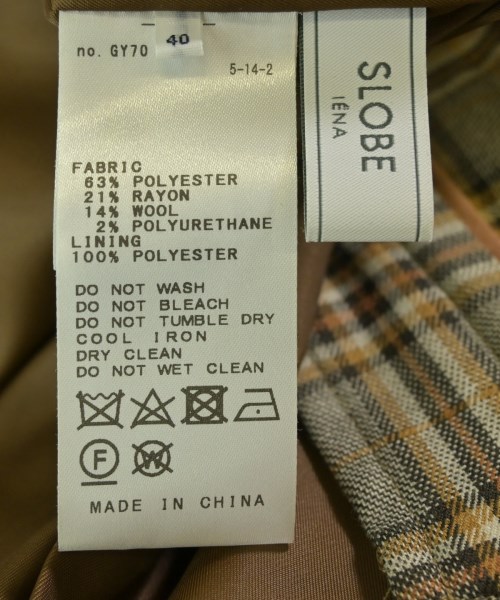 40
no. GY70
5-14-2
FABRIC
63% POLYESTER
21% RAYON
14% WOOL
2% POLYURETHANE
LINING
100% POLYESTER
DO NOT WASH
DO NOT BLEACH
DO NOT TUMBLE DRY
COOL IRON
DRY CLEAN
DO NOT WET CLEAN
F W
MADE IN CHINA
SLOBE
IÉNA